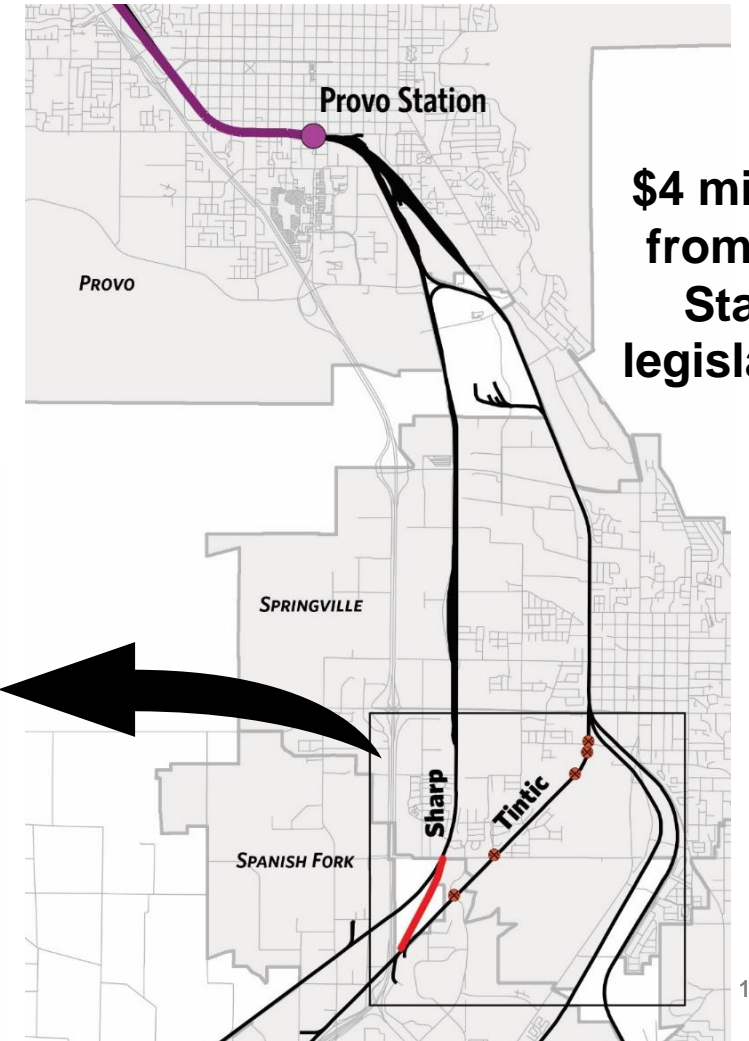 Provo Station
$4 mi
from
Sta
legisla
PROVO
SPRINGVILLE
Sharp
Tintic
SPANISH FORK
1